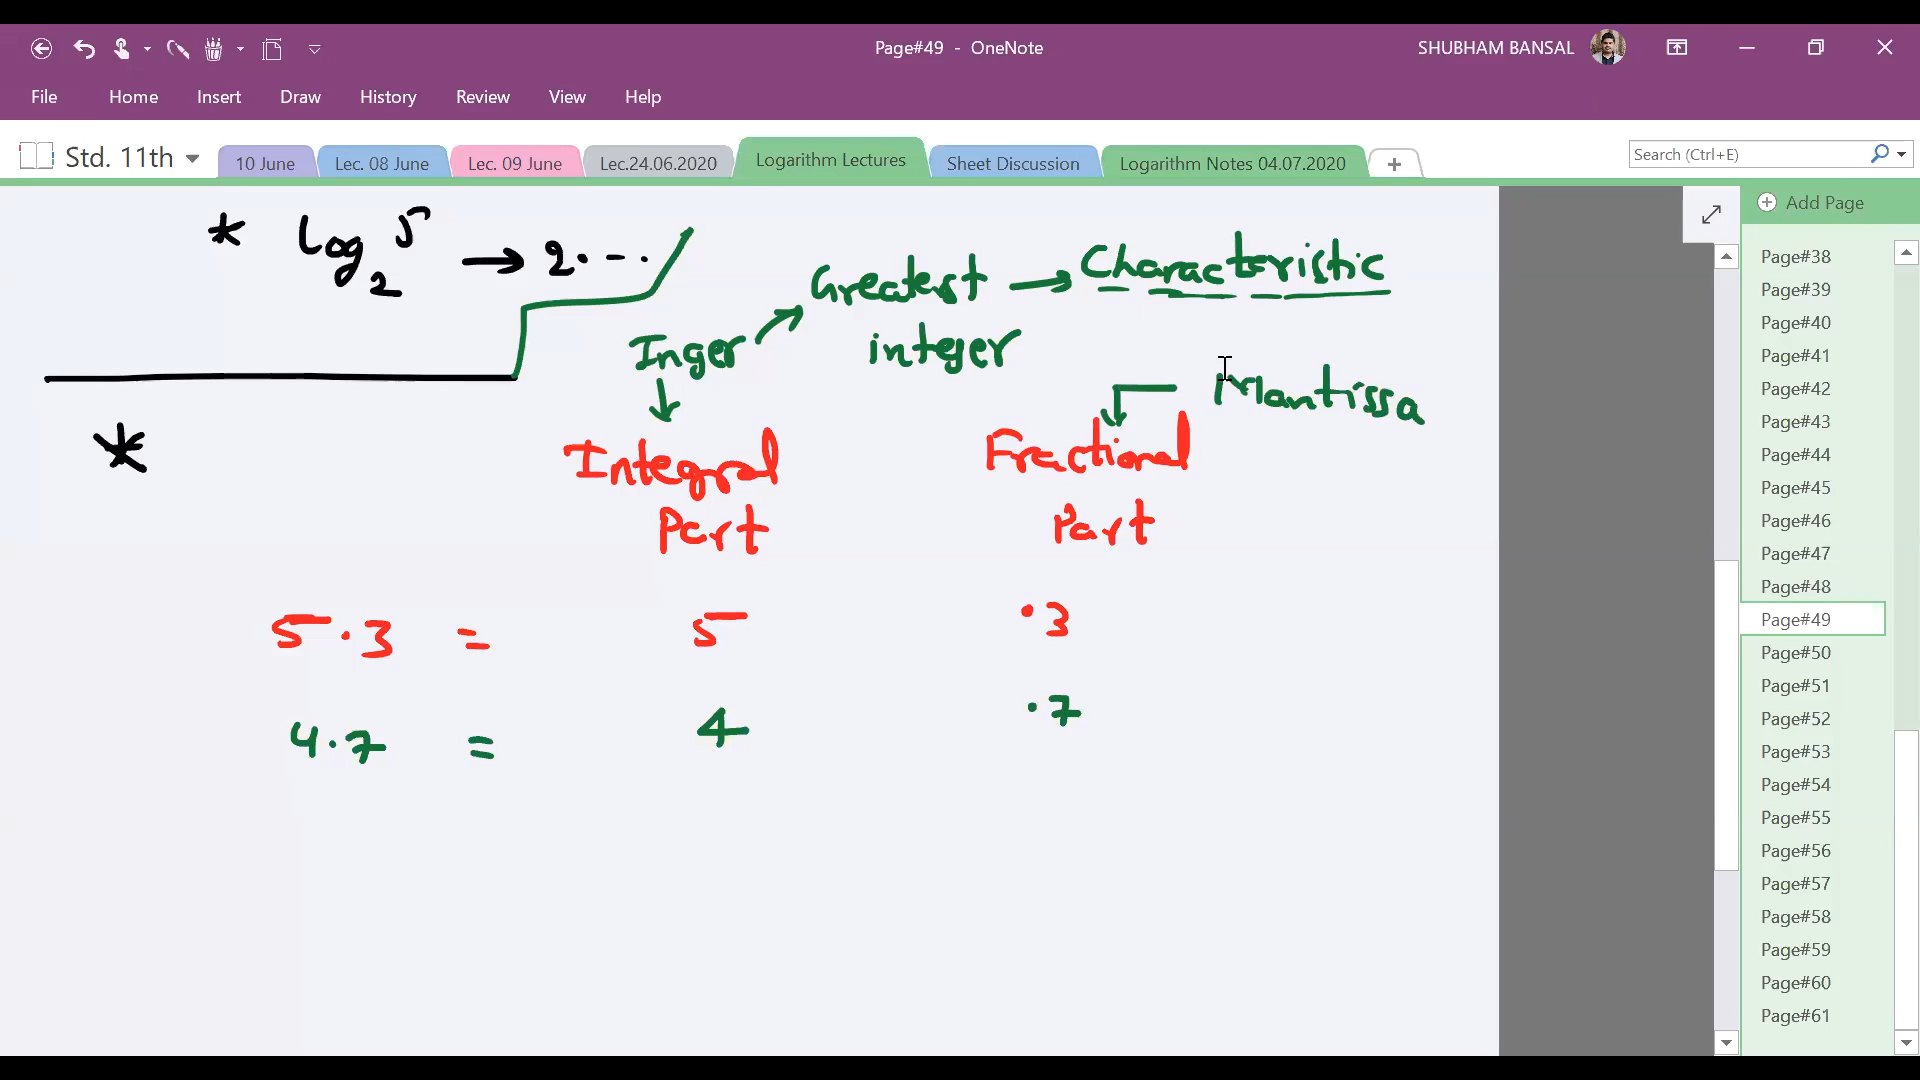 Page#49 - OneNote
SHUBHAM BANSAL
File Home Insert Draw History Review View Help
Std. 11th
10 June
Lec. 08 June
Lec. 09 June
Lec.24.06.2020
Logarithm Lectures
Sheet Discussion
Logarithm Notes 04.07.2020
+
Search (Ctrl+E)
* log₂5 → 2. - - .
Greatest → Characteristic
Inger
integer
Mantissa
Integral Fractional
Part Part
5.3 = 5 .3
4.7 = 4 .7
*
Add Page
Page#38
Page#39
Page#40
Page#41
Page#42
Page#43
Page#44
Page#45
Page#46
Page#47
Page#48
Page#49
Page#50
Page#51
Page#52
Page#53
Page#54
Page#55
Page#56
Page#57
Page#58
Page#59
Page#60
Page#61